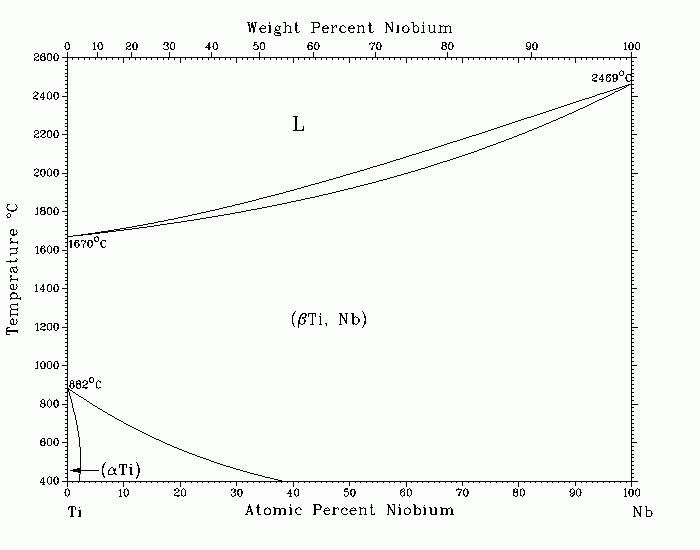 Weight Percent Niobium
0 10 20 30 40 50 60 70 80 90 100
2600
2469°C
2400
L
2200
2000
1800
Temperature °C
1670°C
1600
1400
(βTi, Nb)
1200
1000
882°C
800
600
(αTi)
400
0 10 20 30 40 50 60 70 80 90 100
Ti Atomic Percent Niobium Nb